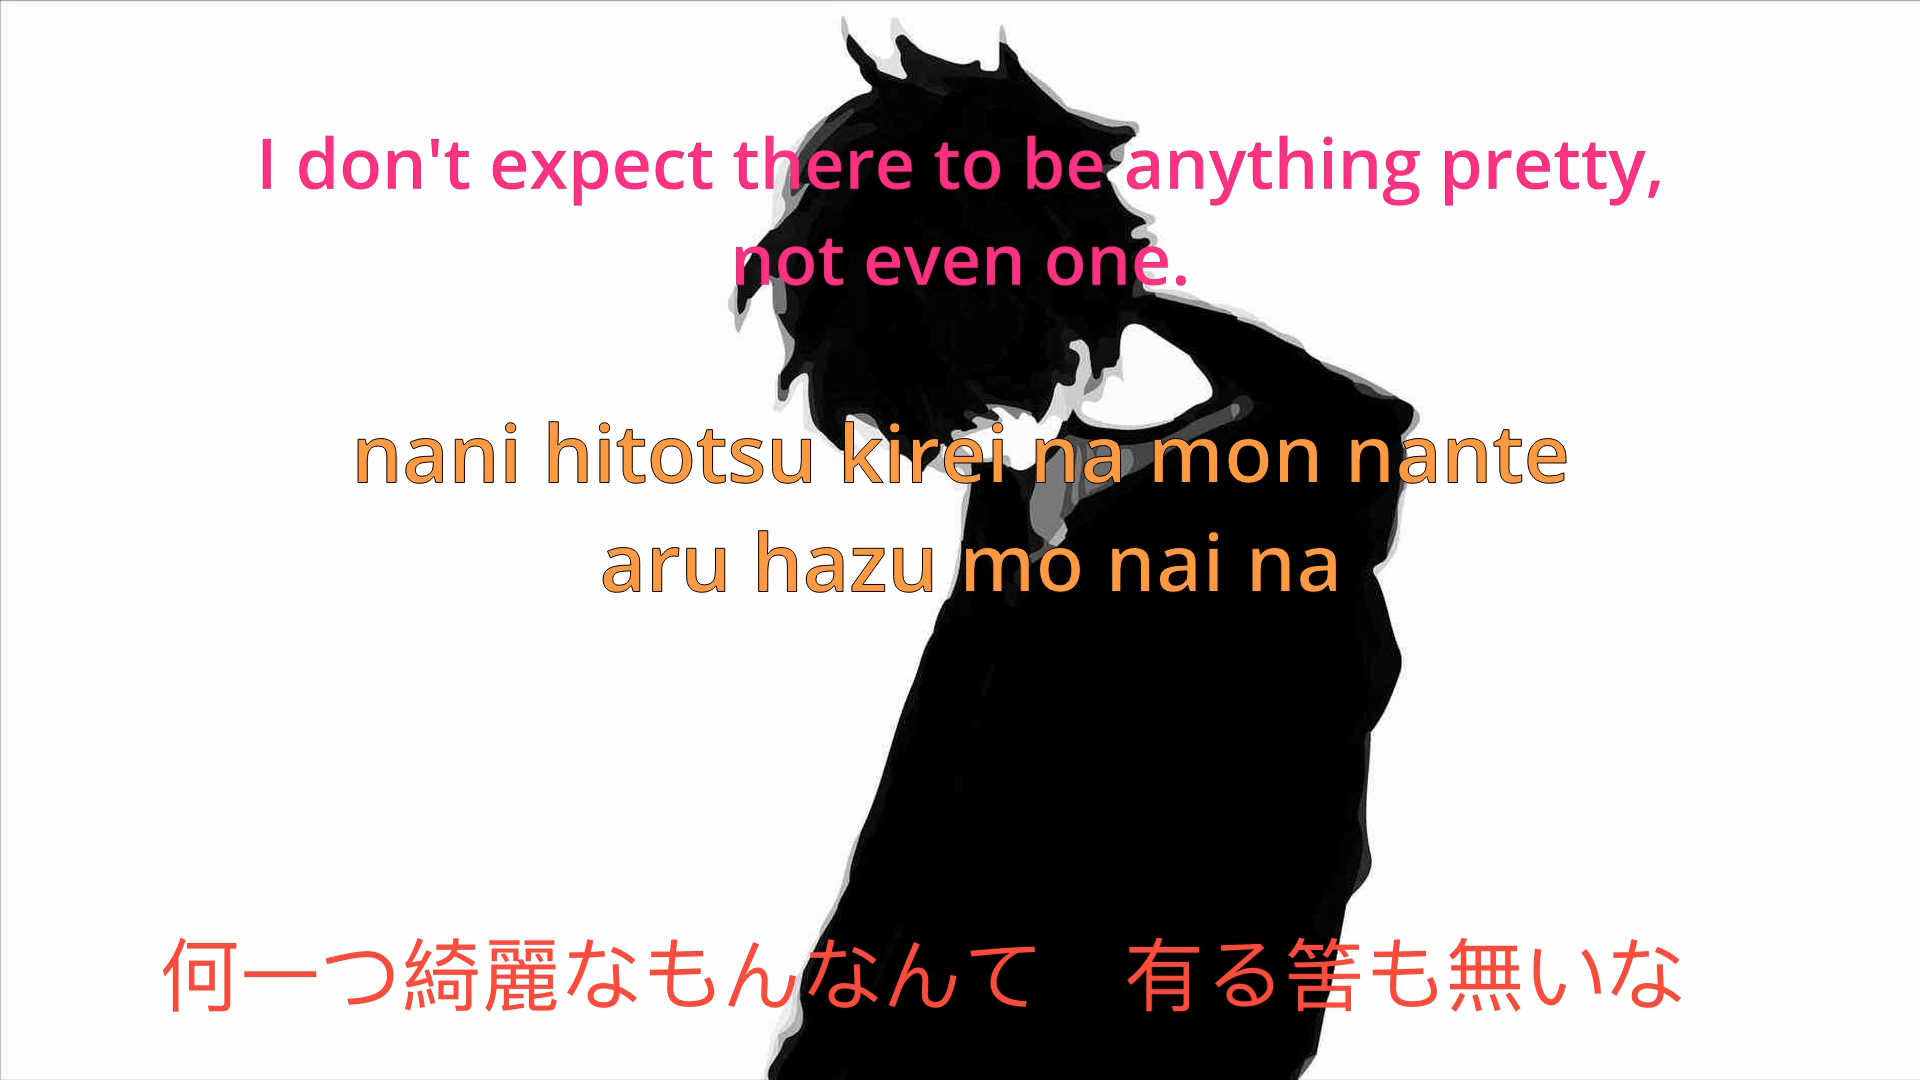 I don't expect there to be anything pretty,
not even one.
nani hitotsu kirei na mon nante
aru hazu mo nai na
何一つ綺麗なもんなんて　有る筈も無いな